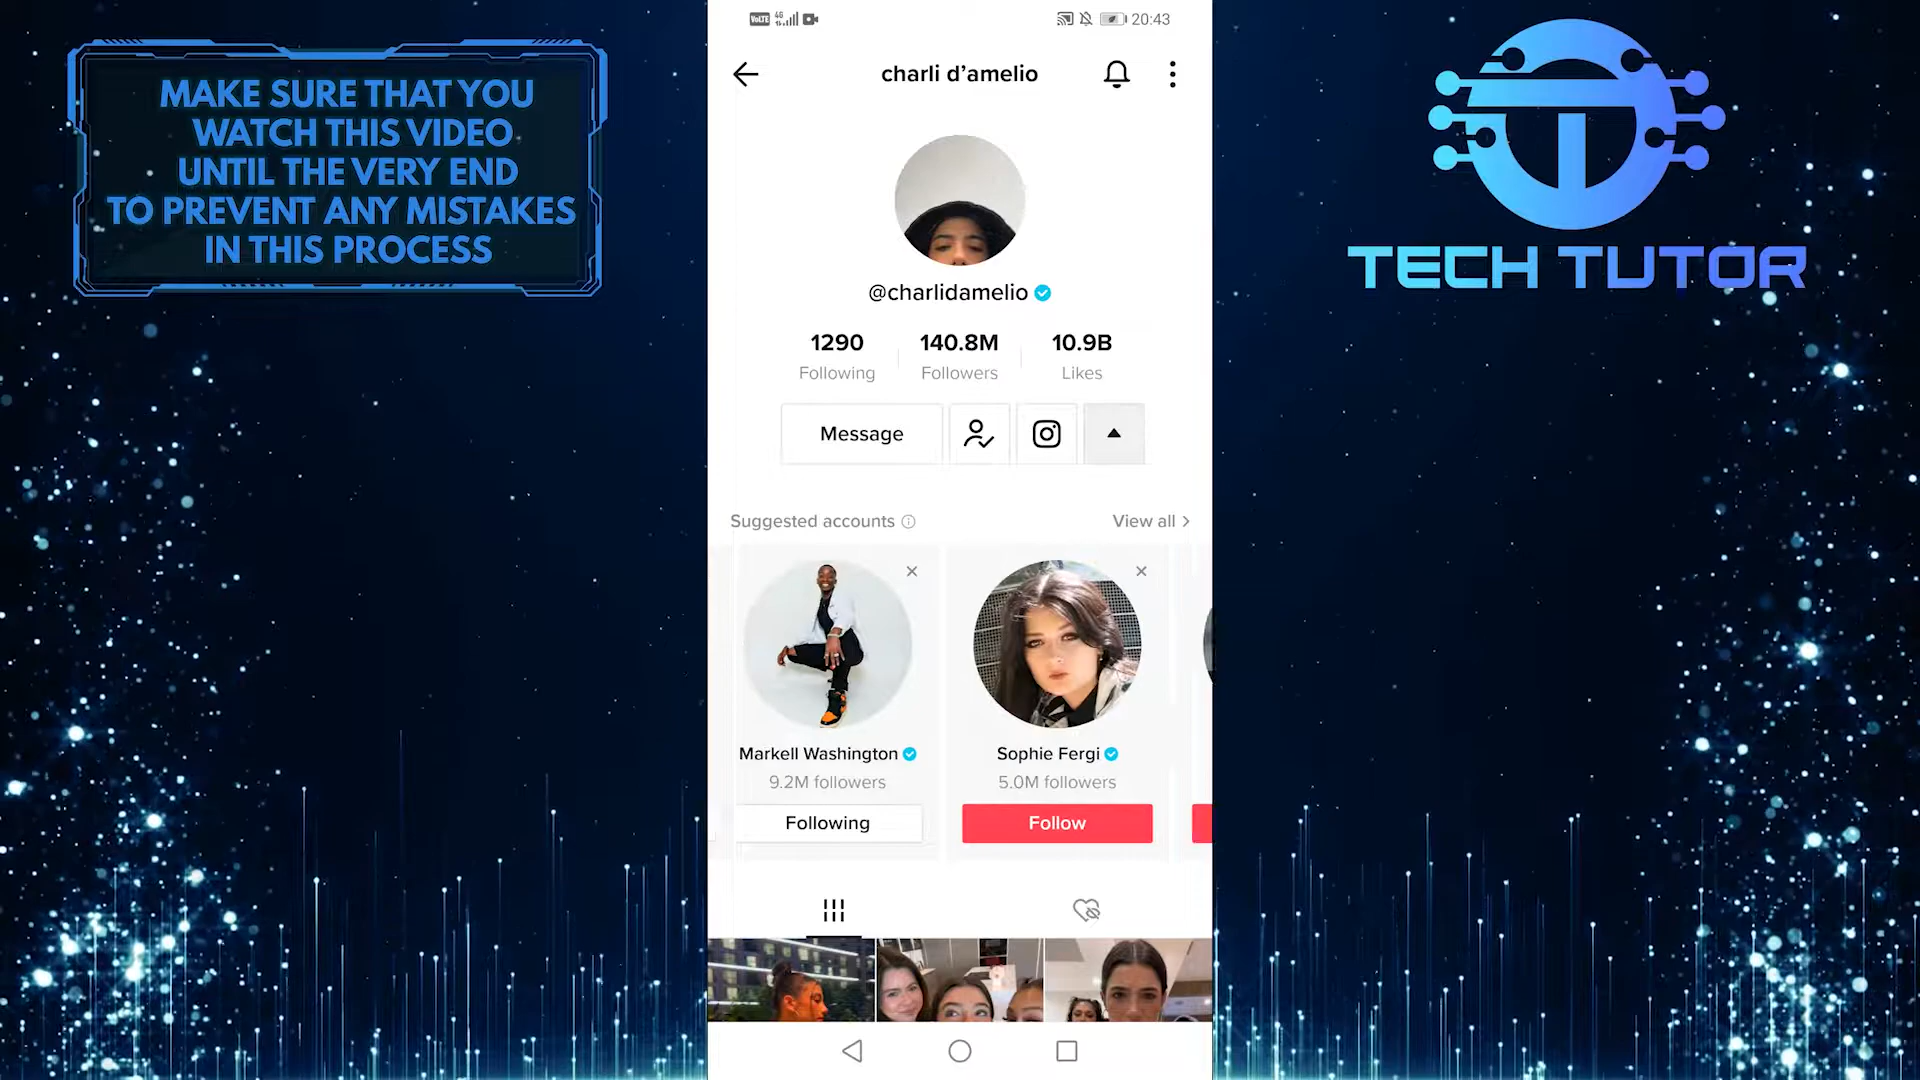 MAKE SURE THAT YOU
WATCH THIS VIDEO
UNTIL THE VERY END
TO PREVENT ANY MISTAKES
IN THIS PROCESS
VoLTE 4G 20:43
charli d’amelio
@charlidamelio
1290 140.8M 10.9B
Following Followers Likes
Message
Suggested accounts View all >
Markell Washington Sophie Fergi
9.2M followers 5.0M followers
Following Follow
TECH TUTOR